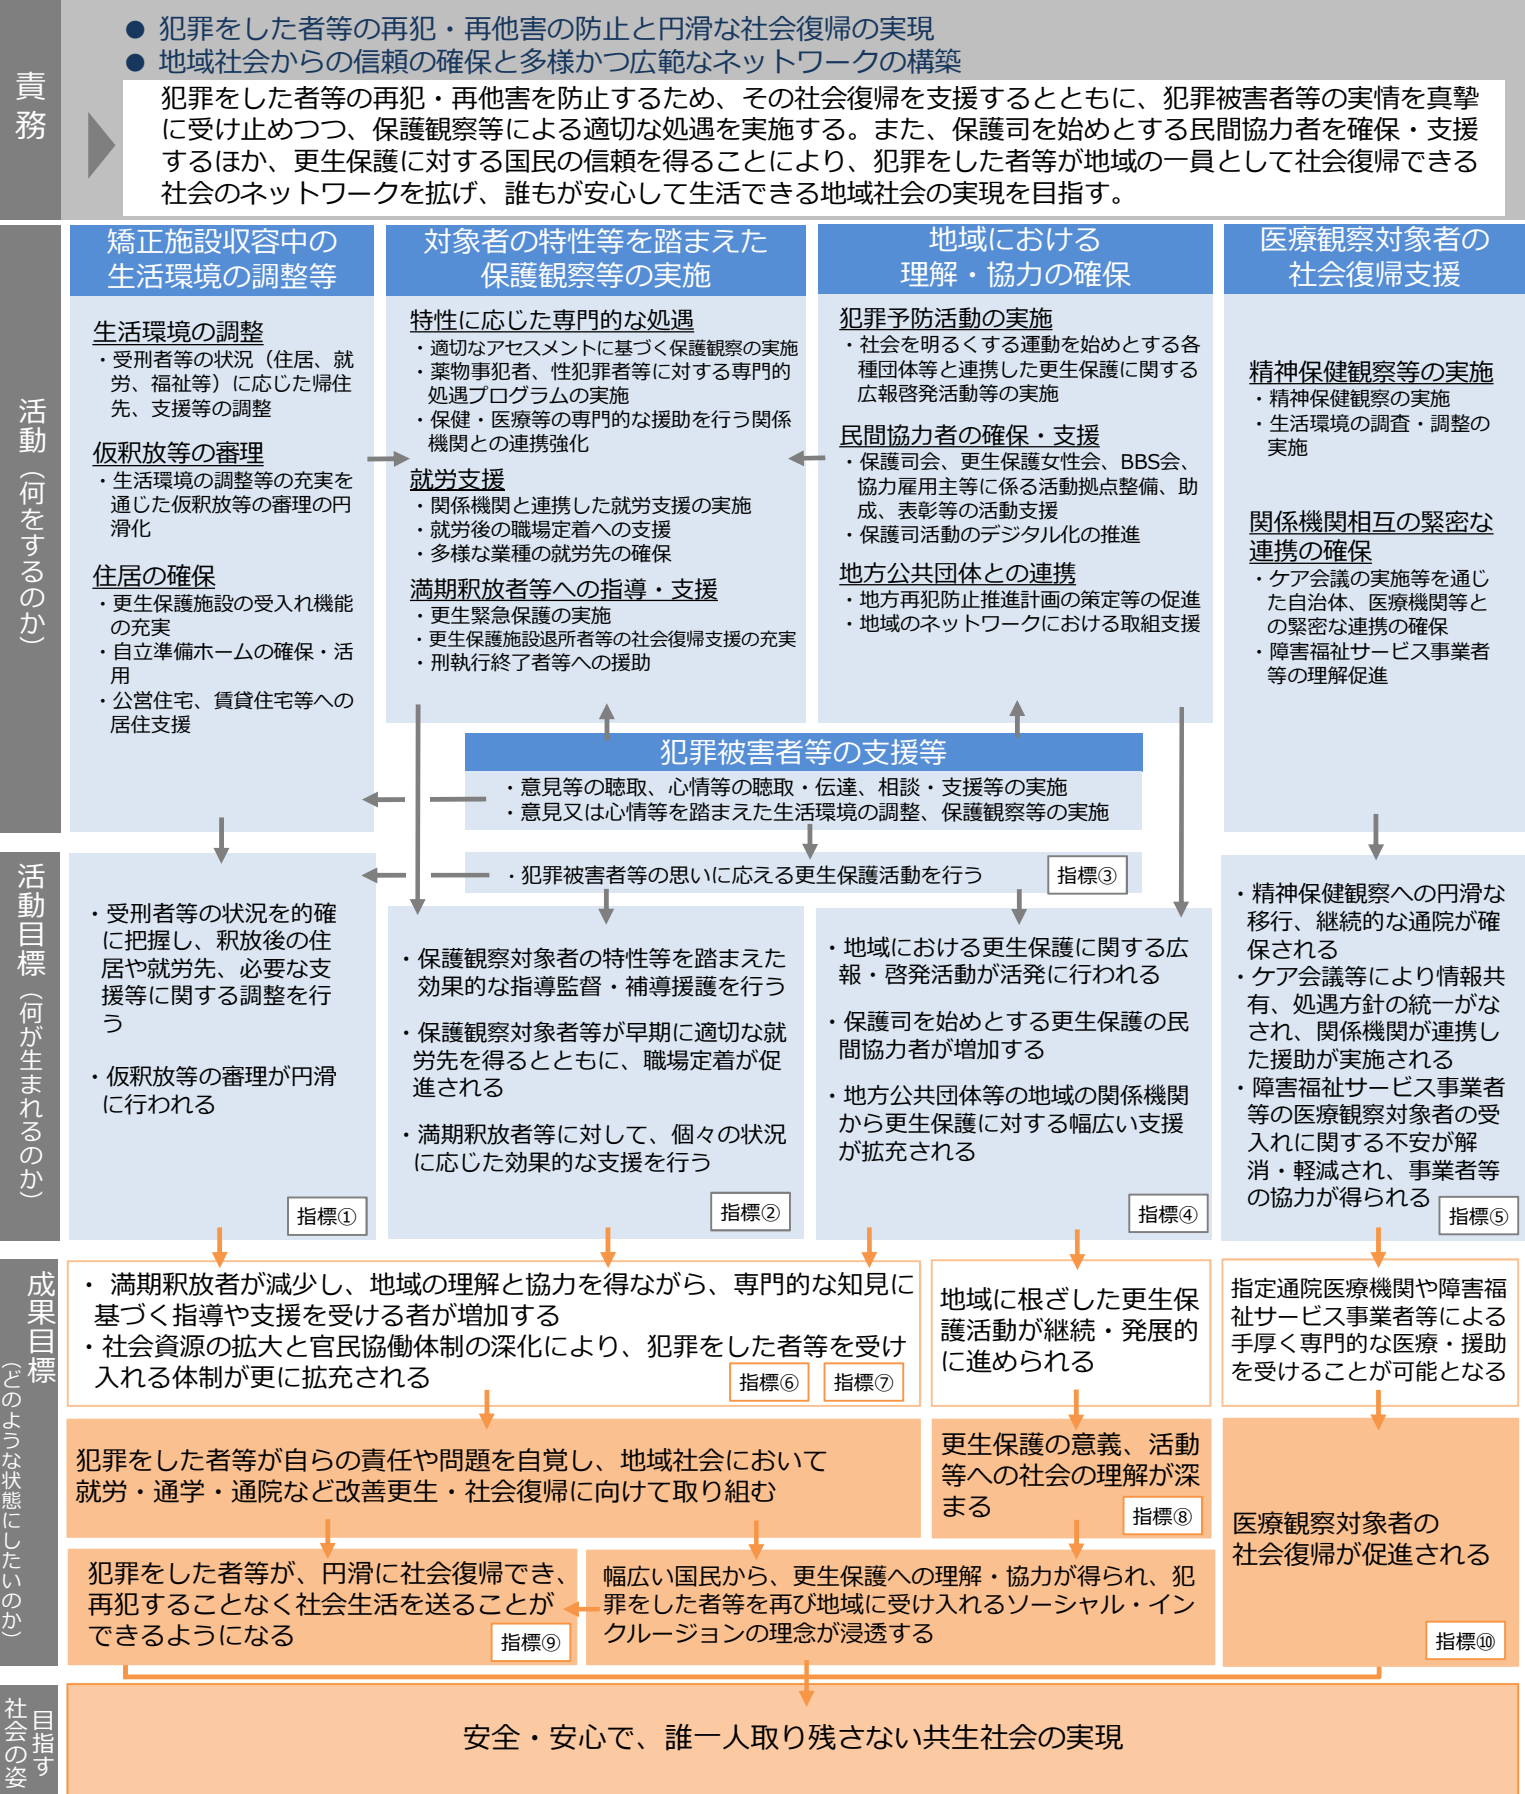 責務
● 犯罪をした者等の再犯・再他害の防止と円滑な社会復帰の実現
● 地域社会からの信頼の確保と多様かつ広範なネットワークの構築
犯罪をした者等の再犯・再他害を防止するため、その社会復帰を支援するとともに、犯罪被害者等の実情を真摯
に受け止めつつ、保護観察等による適切な処遇を実施する。また、保護司を始めとする民間協力者を確保・支援
するほか、更生保護に対する国民の信頼を得ることにより、犯罪をした者等が地域の一員として社会復帰できる
社会のネットワークを拡げ、誰もが安心して生活できる地域社会の実現を目指す。
活動（何をするのか）
矯正施設収容中の
生活環境の調整等
生活環境の調整
・受刑者等の状況（住居、就
労、福祉等）に応じた帰住
先、支援等の調整
仮釈放等の審理
・生活環境の調整等の充実を
通じた仮釈放等の審理の円
滑化
住居の確保
・更生保護施設の受入れ機能
の充実
・自立準備ホームの確保・活
用
・公営住宅、賃貸住宅等への
居住支援
対象者の特性等を踏まえた
保護観察等の実施
特性に応じた専門的な処遇
・適切なアセスメントに基づく保護観察の実施
・薬物事犯者、性犯罪者等に対する専門的
処遇プログラムの実施
・保健・医療等の専門的な援助を行う関係
機関との連携強化
就労支援
・関係機関と連携した就労支援の実施
・就労後の職場定着への支援
・多様な業種の就労先の確保
満期釈放者等への指導・支援
・更生緊急保護の実施
・更生保護施設退所者等の社会復帰支援の充実
・刑執行終了者等への援助
地域における
理解・協力の確保
犯罪予防活動の実施
・社会を明るくする運動を始めとする各
種団体等と連携した更生保護に関する
広報啓発活動等の実施
民間協力者の確保・支援
・保護司会、更生保護女性会、BBS会、
協力雇用主等に係る活動拠点整備、助
成、表彰等の活動支援
・保護司活動のデジタル化の推進
地方公共団体との連携
・地方再犯防止推進計画の策定等の促進
・地域のネットワークにおける取組支援
医療観察対象者の
社会復帰支援
精神保健観察等の実施
・精神保健観察の実施
・生活環境の調査・調整の
実施
関係機関相互の緊密な
連携の確保
・ケア会議の実施等を通じ
た自治体、医療機関等と
の緊密な連携の確保
・障害福祉サービス事業者
等の理解促進
犯罪被害者等の支援等
・意見等の聴取、心情等の聴取・伝達、相談・支援等の実施
・意見又は心情等を踏まえた生活環境の調整、保護観察等の実施
活動目標（何が生まれるのか）
・犯罪被害者等の思いに応える更生保護活動を行う
指標③
・受刑者等の状況を的確
に把握し、釈放後の住
居や就労先、必要な支
援等に関する調整を行
う
・仮釈放等の審理が円滑
に行われる
指標①
・保護観察対象者の特性等を踏まえた
効果的な指導監督・補導援護を行う
・保護観察対象者等が早期に適切な就
労先を得るとともに、職場定着が促
進される
・満期釈放者等に対して、個々の状況
に応じた効果的な支援を行う
指標②
・地域における更生保護に関する広
報・啓発活動が活発に行われる
・保護司を始めとする更生保護の民
間協力者が増加する
・地方公共団体等の地域の関係機関
から更生保護に対する幅広い支援
が拡充される
指標④
・精神保健観察への円滑な
移行、継続的な通院が確
保される
・ケア会議等により情報共
有、処遇方針の統一がな
され、関係機関が連携し
た援助が実施される
・障害福祉サービス事業者
等の医療観察対象者の受
入れに関する不安が解
消・軽減され、事業者等
の協力が得られる
指標⑤
成果目標
（どのような状態にしたいのか）
・ 満期釈放者が減少し、地域の理解と協力を得ながら、専門的な知見に
基づく指導や支援を受ける者が増加する
・社会資源の拡大と官民協働体制の深化により、犯罪をした者等を受け
入れる体制が更に拡充される
指標⑥ 指標⑦
地域に根ざした更生保
護活動が継続・発展的
に進められる
指定通院医療機関や障害福
祉サービス事業者等による
手厚く専門的な医療・援助
を受けることが可能となる
犯罪をした者等が自らの責任や問題を自覚し、地域社会において
就労・通学・通院など改善更生・社会復帰に向けて取り組む
更生保護の意義、活動
等への社会の理解が深
まる
指標⑧
医療観察対象者の
社会復帰が促進される
指標⑩
犯罪をした者等が、円滑に社会復帰でき、
再犯することなく社会生活を送ることが
できるようになる
指標⑨
幅広い国民から、更生保護への理解・協力が得られ、犯
罪をした者等を再び地域に受け入れるソーシャル・イン
クルージョンの理念が浸透する
目指す
社会の姿
安全・安心で、誰一人取り残さない共生社会の実現